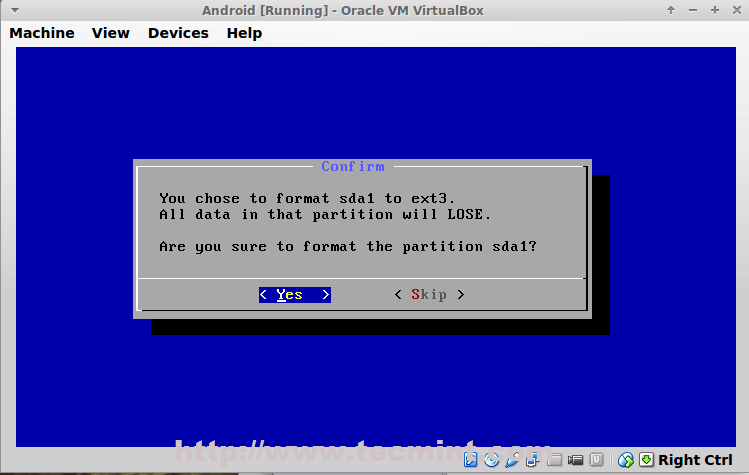 Android [Running] - Oracle VM VirtualBox
Machine View Devices Help
Confirm
You chose to format sda1 to ext3.
All data in that partition will LOSE.
Are you sure to format the partition sda1?
< Yes > < Skip >
http://www.tecmint.com
Right Ctrl